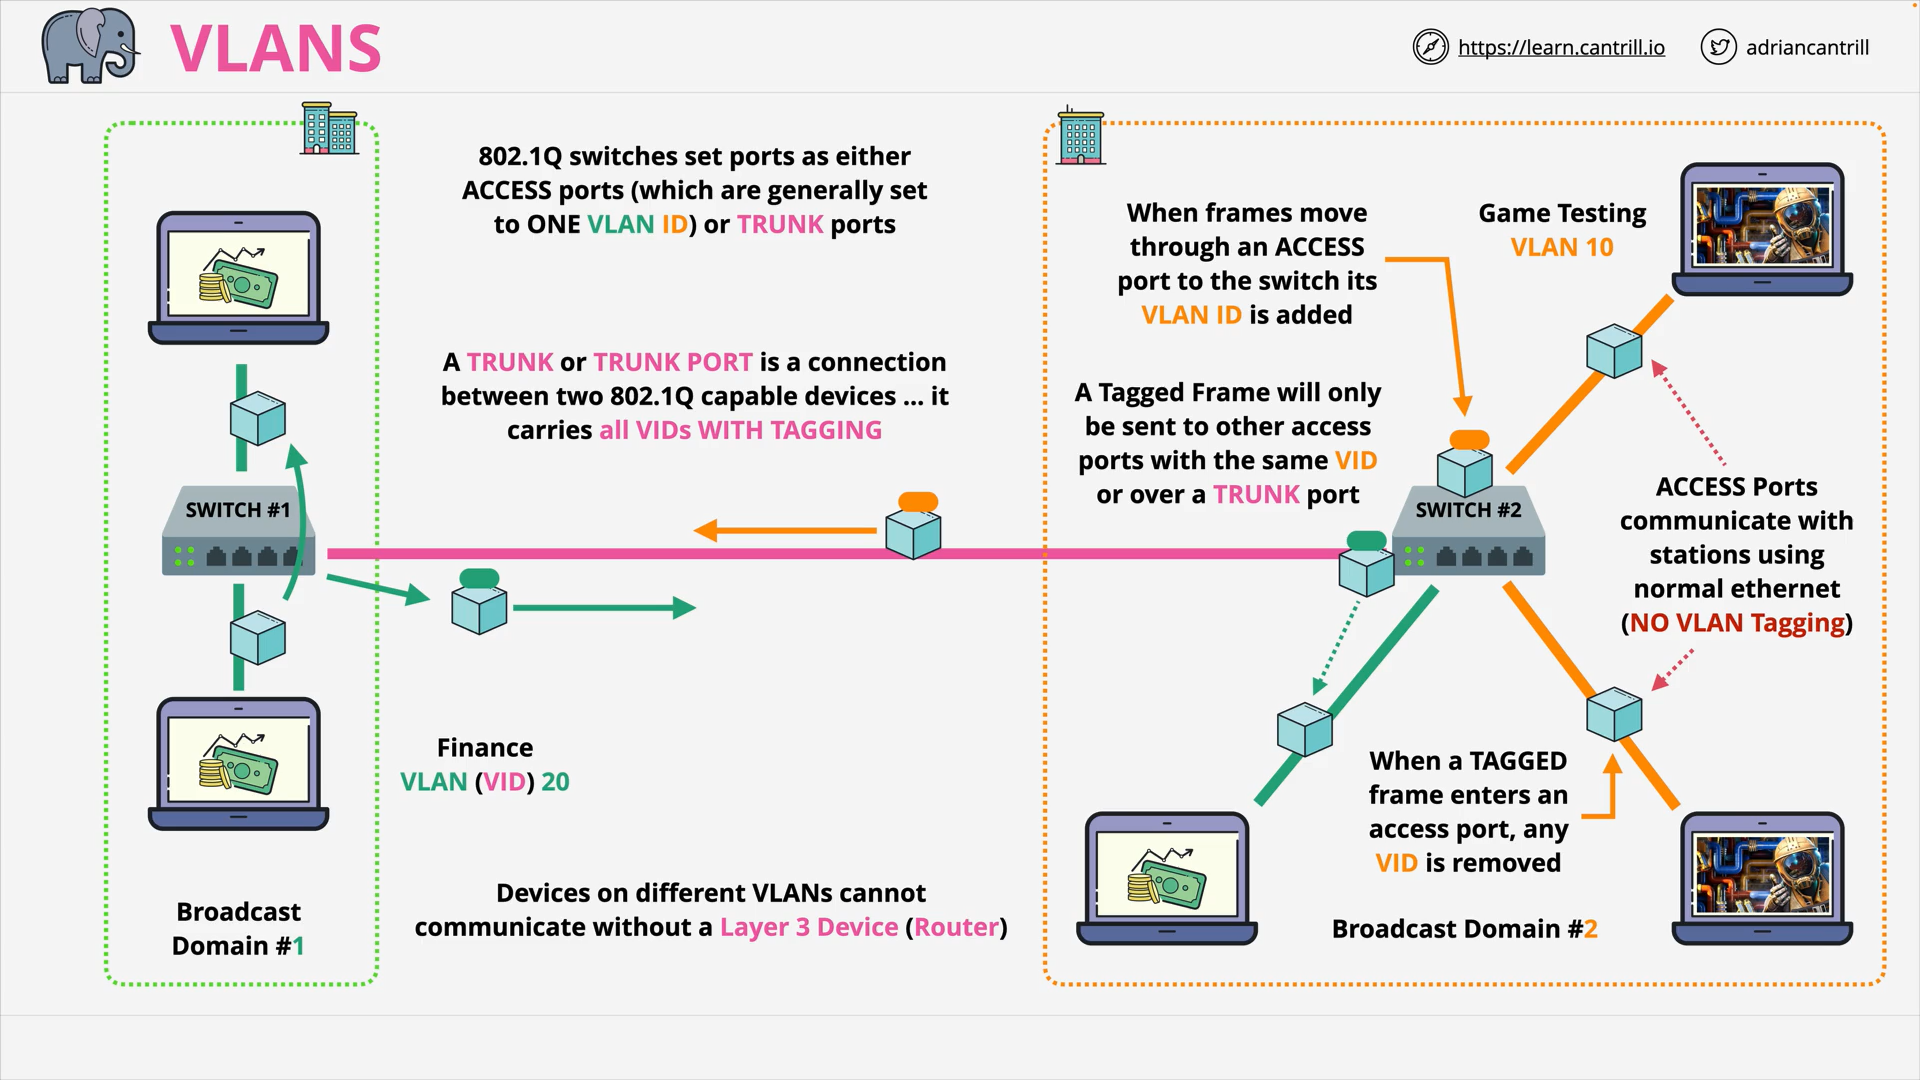 VLANS
https://learn.cantrill.io
adriancantrill
802.1Q switches set ports as either
ACCESS ports (which are generally set
to ONE VLAN ID) or TRUNK ports
A TRUNK or TRUNK PORT is a connection
between two 802.1Q capable devices ... it
carries all VIDs WITH TAGGING
SWITCH #1
Finance
VLAN (VID) 20
Broadcast
Domain #1
Devices on different VLANs cannot
communicate without a Layer 3 Device (Router)
When frames move
through an ACCESS
port to the switch its
VLAN ID is added
Game Testing
VLAN 10
A Tagged Frame will only
be sent to other access
ports with the same VID
or over a TRUNK port
SWITCH #2
ACCESS Ports
communicate with
stations using
normal ethernet
(NO VLAN Tagging)
When a TAGGED
frame enters an
access port, any
VID is removed
Broadcast Domain #2